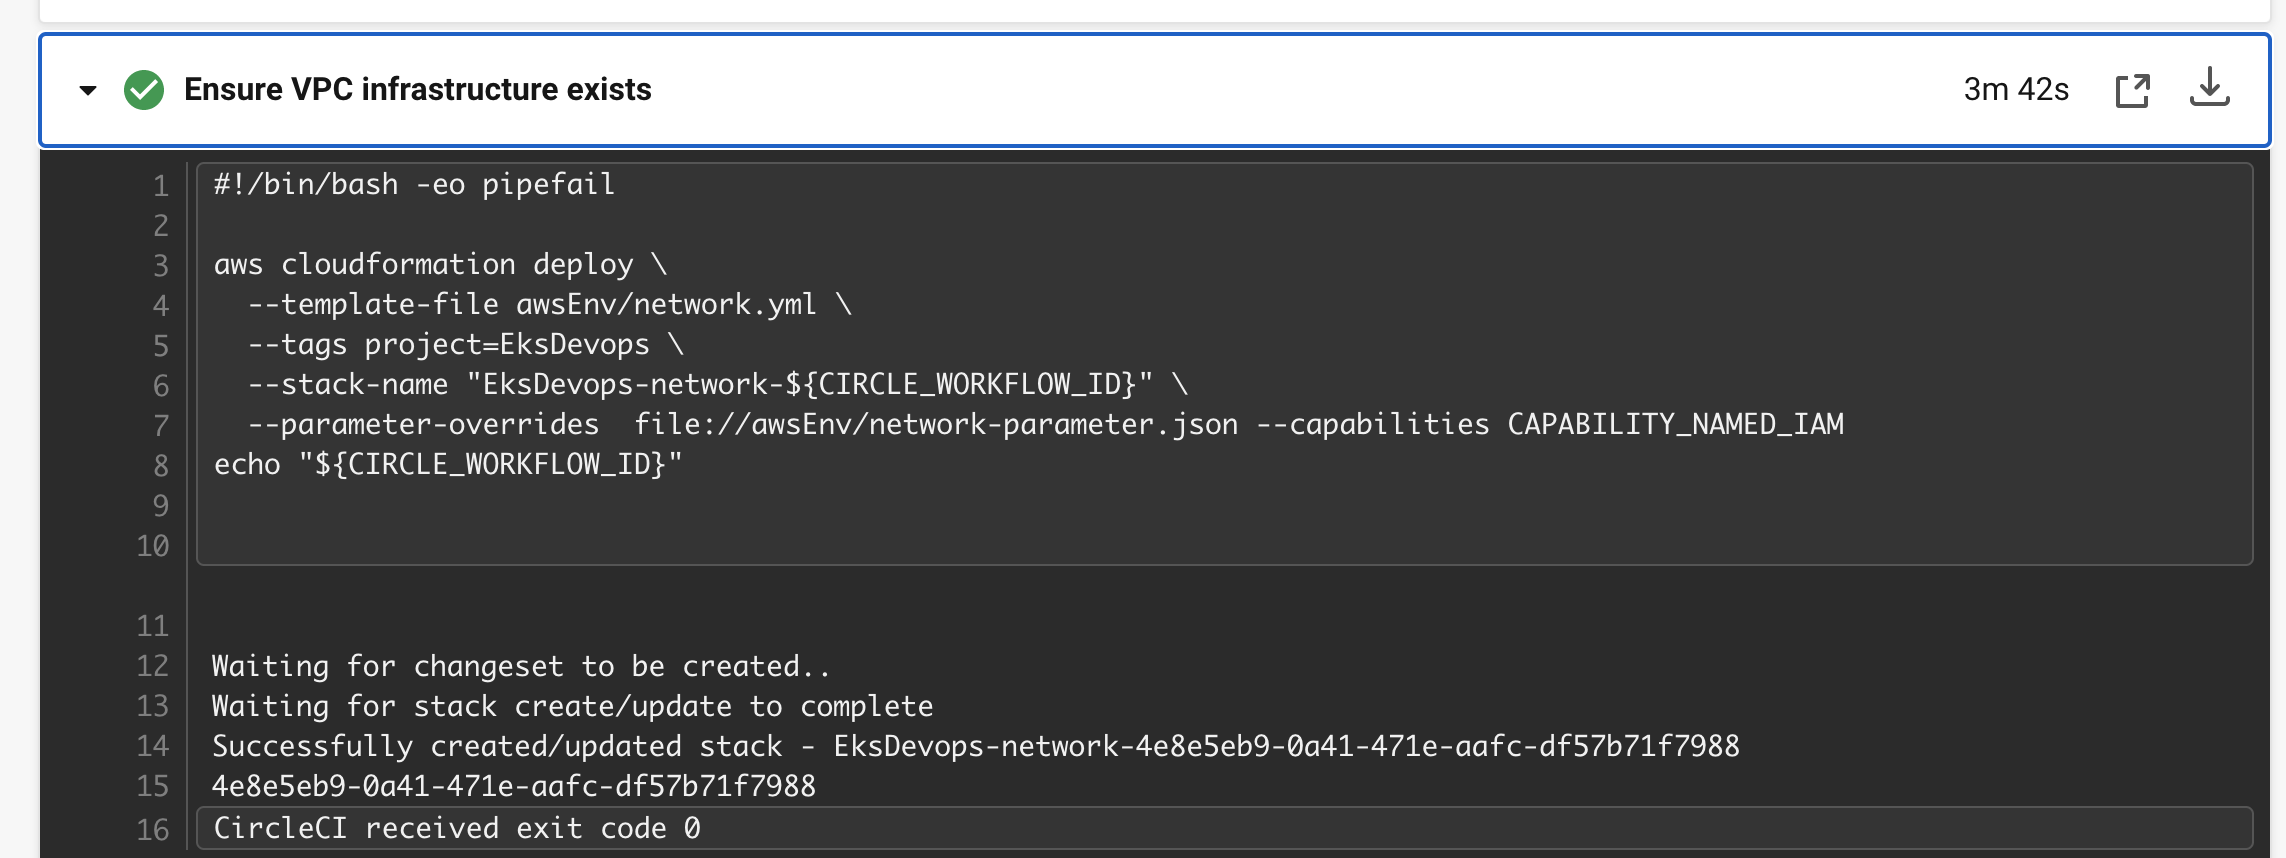 Ensure VPC infrastructure exists 3m 42s
1 #!/bin/bash -eo pipefail
2
3 aws cloudformation deploy \
4   --template-file awsEnv/network.yml \
5   --tags project=EksDevops \
6   --stack-name "EksDevops-network-${CIRCLE_WORKFLOW_ID}" \
7   --parameter-overrides  file://awsEnv/network-parameter.json --capabilities CAPABILITY_NAMED_IAM
8 echo "${CIRCLE_WORKFLOW_ID}"
9
10
11
12 Waiting for changeset to be created..
13 Waiting for stack create/update to complete
14 Successfully created/updated stack - EksDevops-network-4e8e5eb9-0a41-471e-aafc-df57b71f7988
15 4e8e5eb9-0a41-471e-aafc-df57b71f7988
16 CircleCI received exit code 0